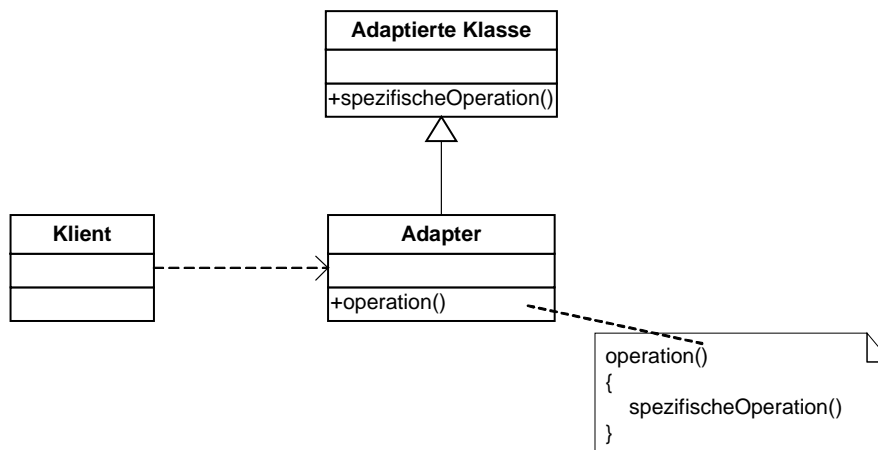 Adaptierte Klasse
+spezifischeOperation()
Klient
Adapter
+operation()
operation()
{
spezifischeOperation()
}